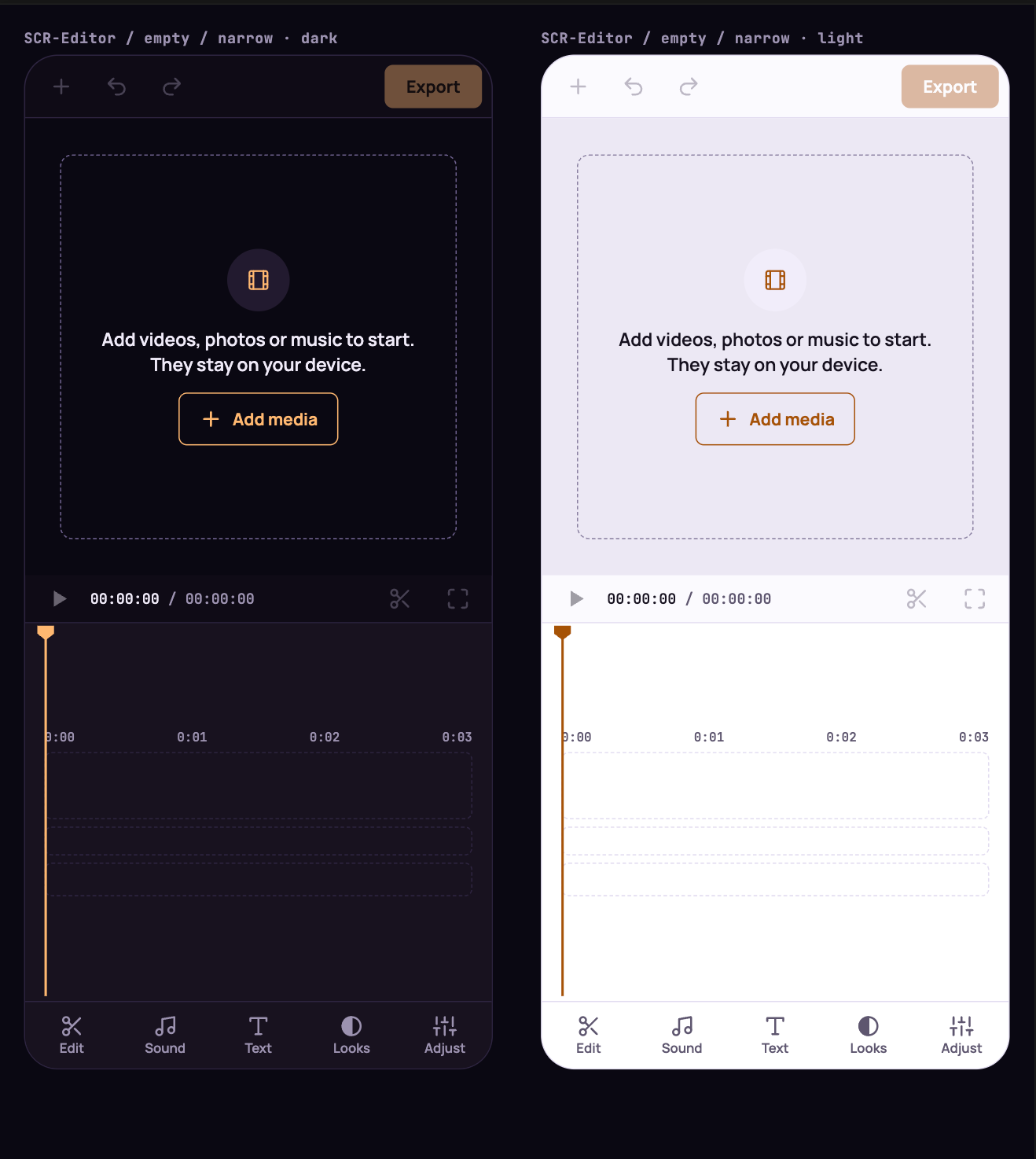 SCR-Editor / empty / narrow · dark
Export
Add videos, photos or music to start.
They stay on your device.
Add media
00:00:00 / 00:00:00
0:00 0:01 0:02 0:03
Edit Sound Text Looks Adjust
SCR-Editor / empty / narrow · light
Export
Add videos, photos or music to start.
They stay on your device.
Add media
00:00:00 / 00:00:00
0:00 0:01 0:02 0:03
Edit Sound Text Looks Adjust